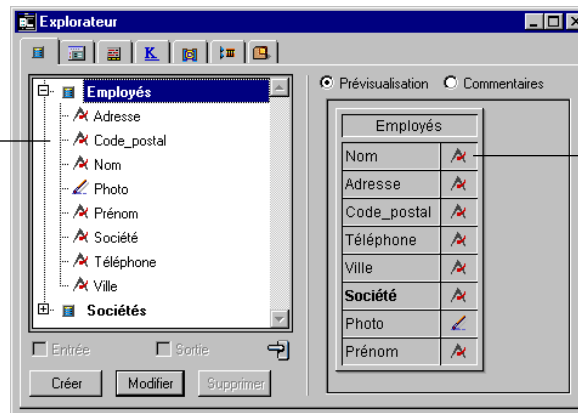 Explorateur
K
Employés
Adresse
Code_postal
Nom
Photo
Prénom
Société
Téléphone
Ville
Sociétés
Entrée
Sortie
Créer
Modifier
Supprimer
Prévisualisation
Commentaires
Employés
Nom
Adresse
Code_postal
Téléphone
Ville
Société
Photo
Prénom